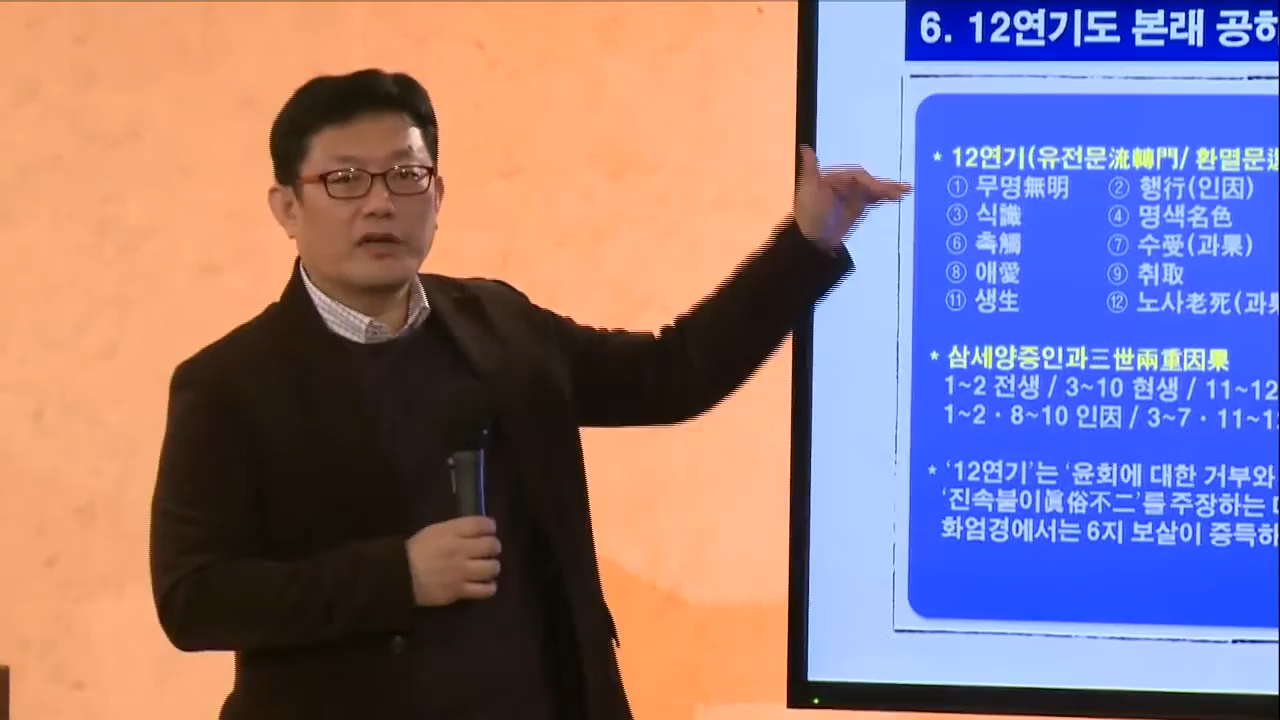 6. 12연기도 본래 공하
* 12연기(유전문流轉門/ 환멸문還
① 무명無明 ② 행行(인因)
③ 식識 ④ 명색名色
⑥ 촉觸 ⑦ 수受(과果)
⑧ 애愛 ⑨ 취取
⑪ 생生 ⑫ 노사老死(과果
* 삼세양중인과三世兩重因果
1~2 전생 / 3~10 현생 / 11~12
1~2 · 8~10 인因 / 3~7 · 11~1
* ‘12연기’는 ‘윤회에 대한 거부와
‘진속불이眞俗不二’를 주장하는 대
화엄경에서는 6지 보살이 증득하